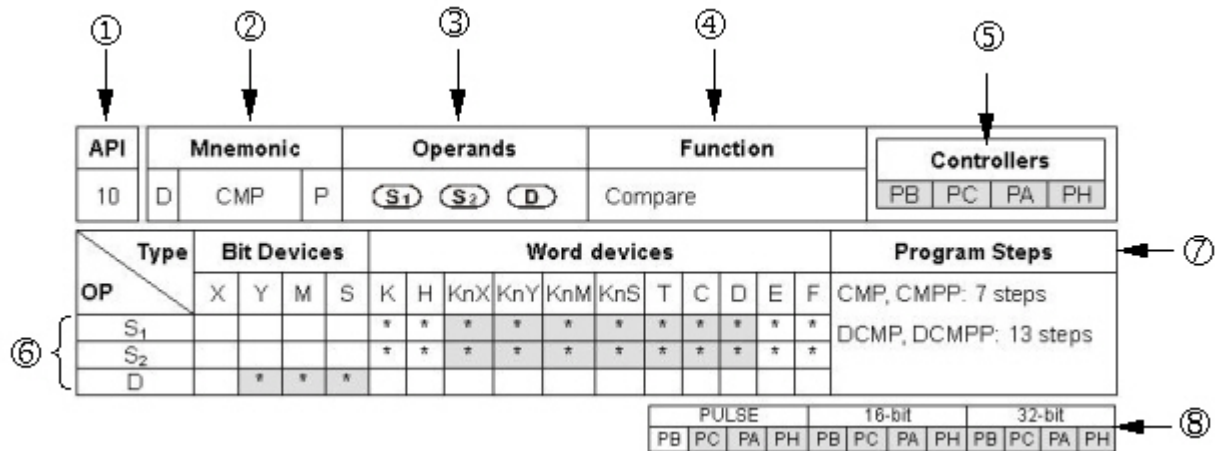 ① ② ③ ④ ⑤
API Mnemonic Operands Function Controllers
10 D CMP P S1 S2 D Compare PB PC PA PH
Type Bit Devices Word devices Program Steps ⑦
OP X Y M S K H KnX KnY KnM KnS T C D E F CMP, CMPP: 7 steps
⑥ S1 * * * * * * * * * * * DCMP, DCMPP: 13 steps
S2 * * * * * * * * * * *
D * * *
PULSE 16-bit 32-bit ⑧
PB PC PA PH PB PC PA PH PB PC PA PH